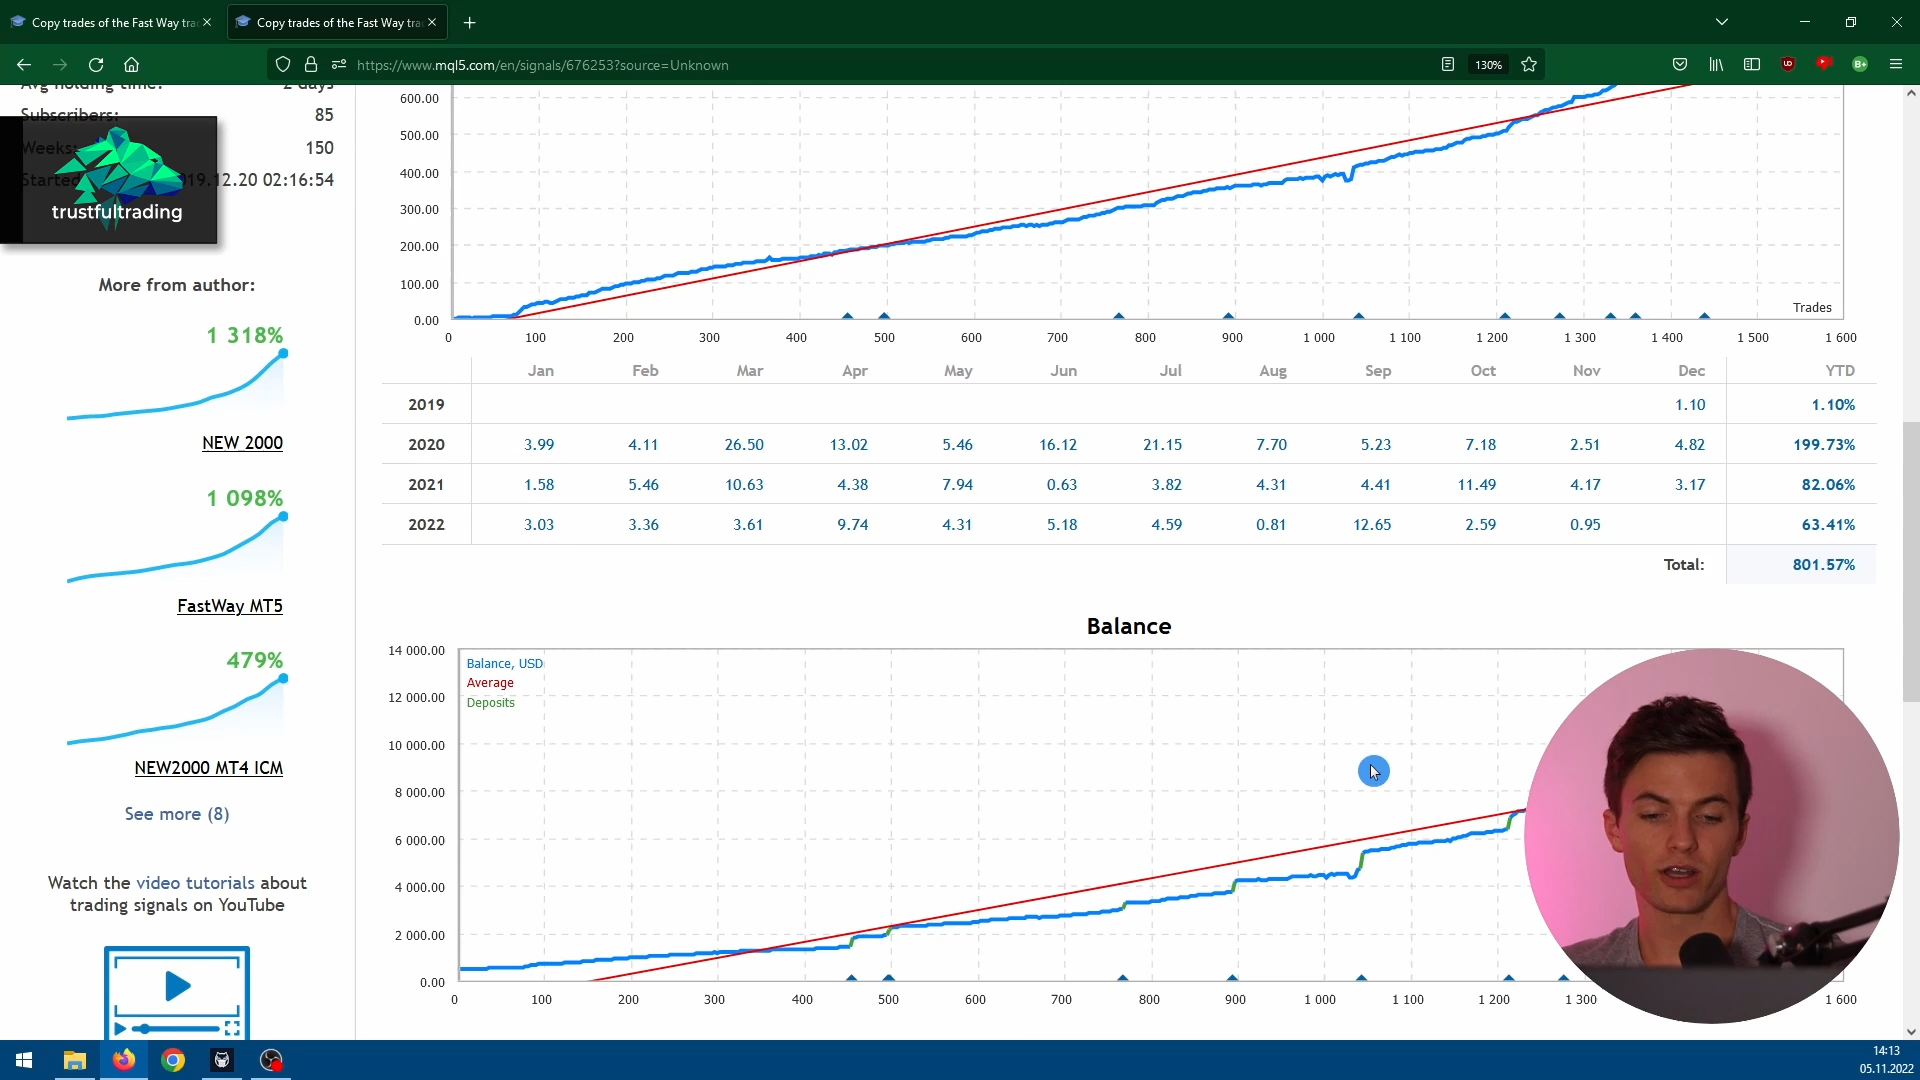 Copy trades of the Fast Way tra
Copy trades of the Fast Way tra
https://www.mql5.com/en/signals/676253?source=Unknown
130%
Avg holding time: 2 days
Subscribers: 85
Weeks: 150
Started: 19.12.20 02:16:54
trustfultrading
More from author:
1 318%
NEW 2000
1 098%
FastWay MT5
479%
NEW2000 MT4 ICM
See more (8)
Watch the video tutorials about
trading signals on YouTube
600.00
500.00
400.00
300.00
200.00
100.00
0.00
Trades
0 100 200 300 400 500 600 700 800 900 1 000 1 100 1 200 1 300 1 400 1 500 1 600
Jan Feb Mar Apr May Jun Jul Aug Sep Oct Nov Dec YTD
2019 1.10 1.10%
2020 3.99 4.11 26.50 13.02 5.46 16.12 21.15 7.70 5.23 7.18 2.51 4.82 199.73%
2021 1.58 5.46 10.63 4.38 7.94 0.63 3.82 4.31 4.41 11.49 4.17 3.17 82.06%
2022 3.03 3.36 3.61 9.74 4.31 5.18 4.59 0.81 12.65 2.59 0.95 63.41%
Total: 801.57%
Balance
14 000.00
Balance, USD
Average
Deposits
12 000.00
10 000.00
8 000.00
6 000.00
4 000.00
2 000.00
0.00
0 100 200 300 400 500 600 700 800 900 1 000 1 100 1 200 1 300 1 600
14:13
05.11.2022